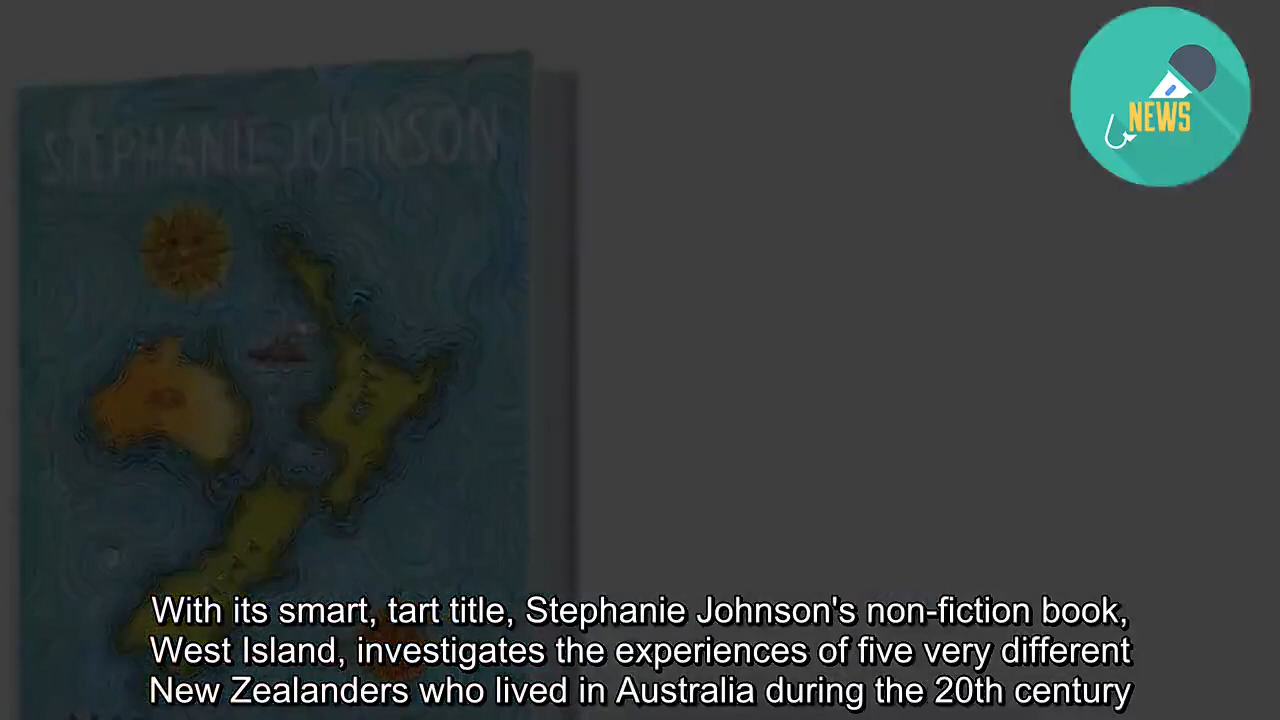 STEPHANIE JOHNSON
NEWS
With its smart, tart title, Stephanie Johnson's non-fiction book,
West Island, investigates the experiences of five very different
New Zealanders who lived in Australia during the 20th century